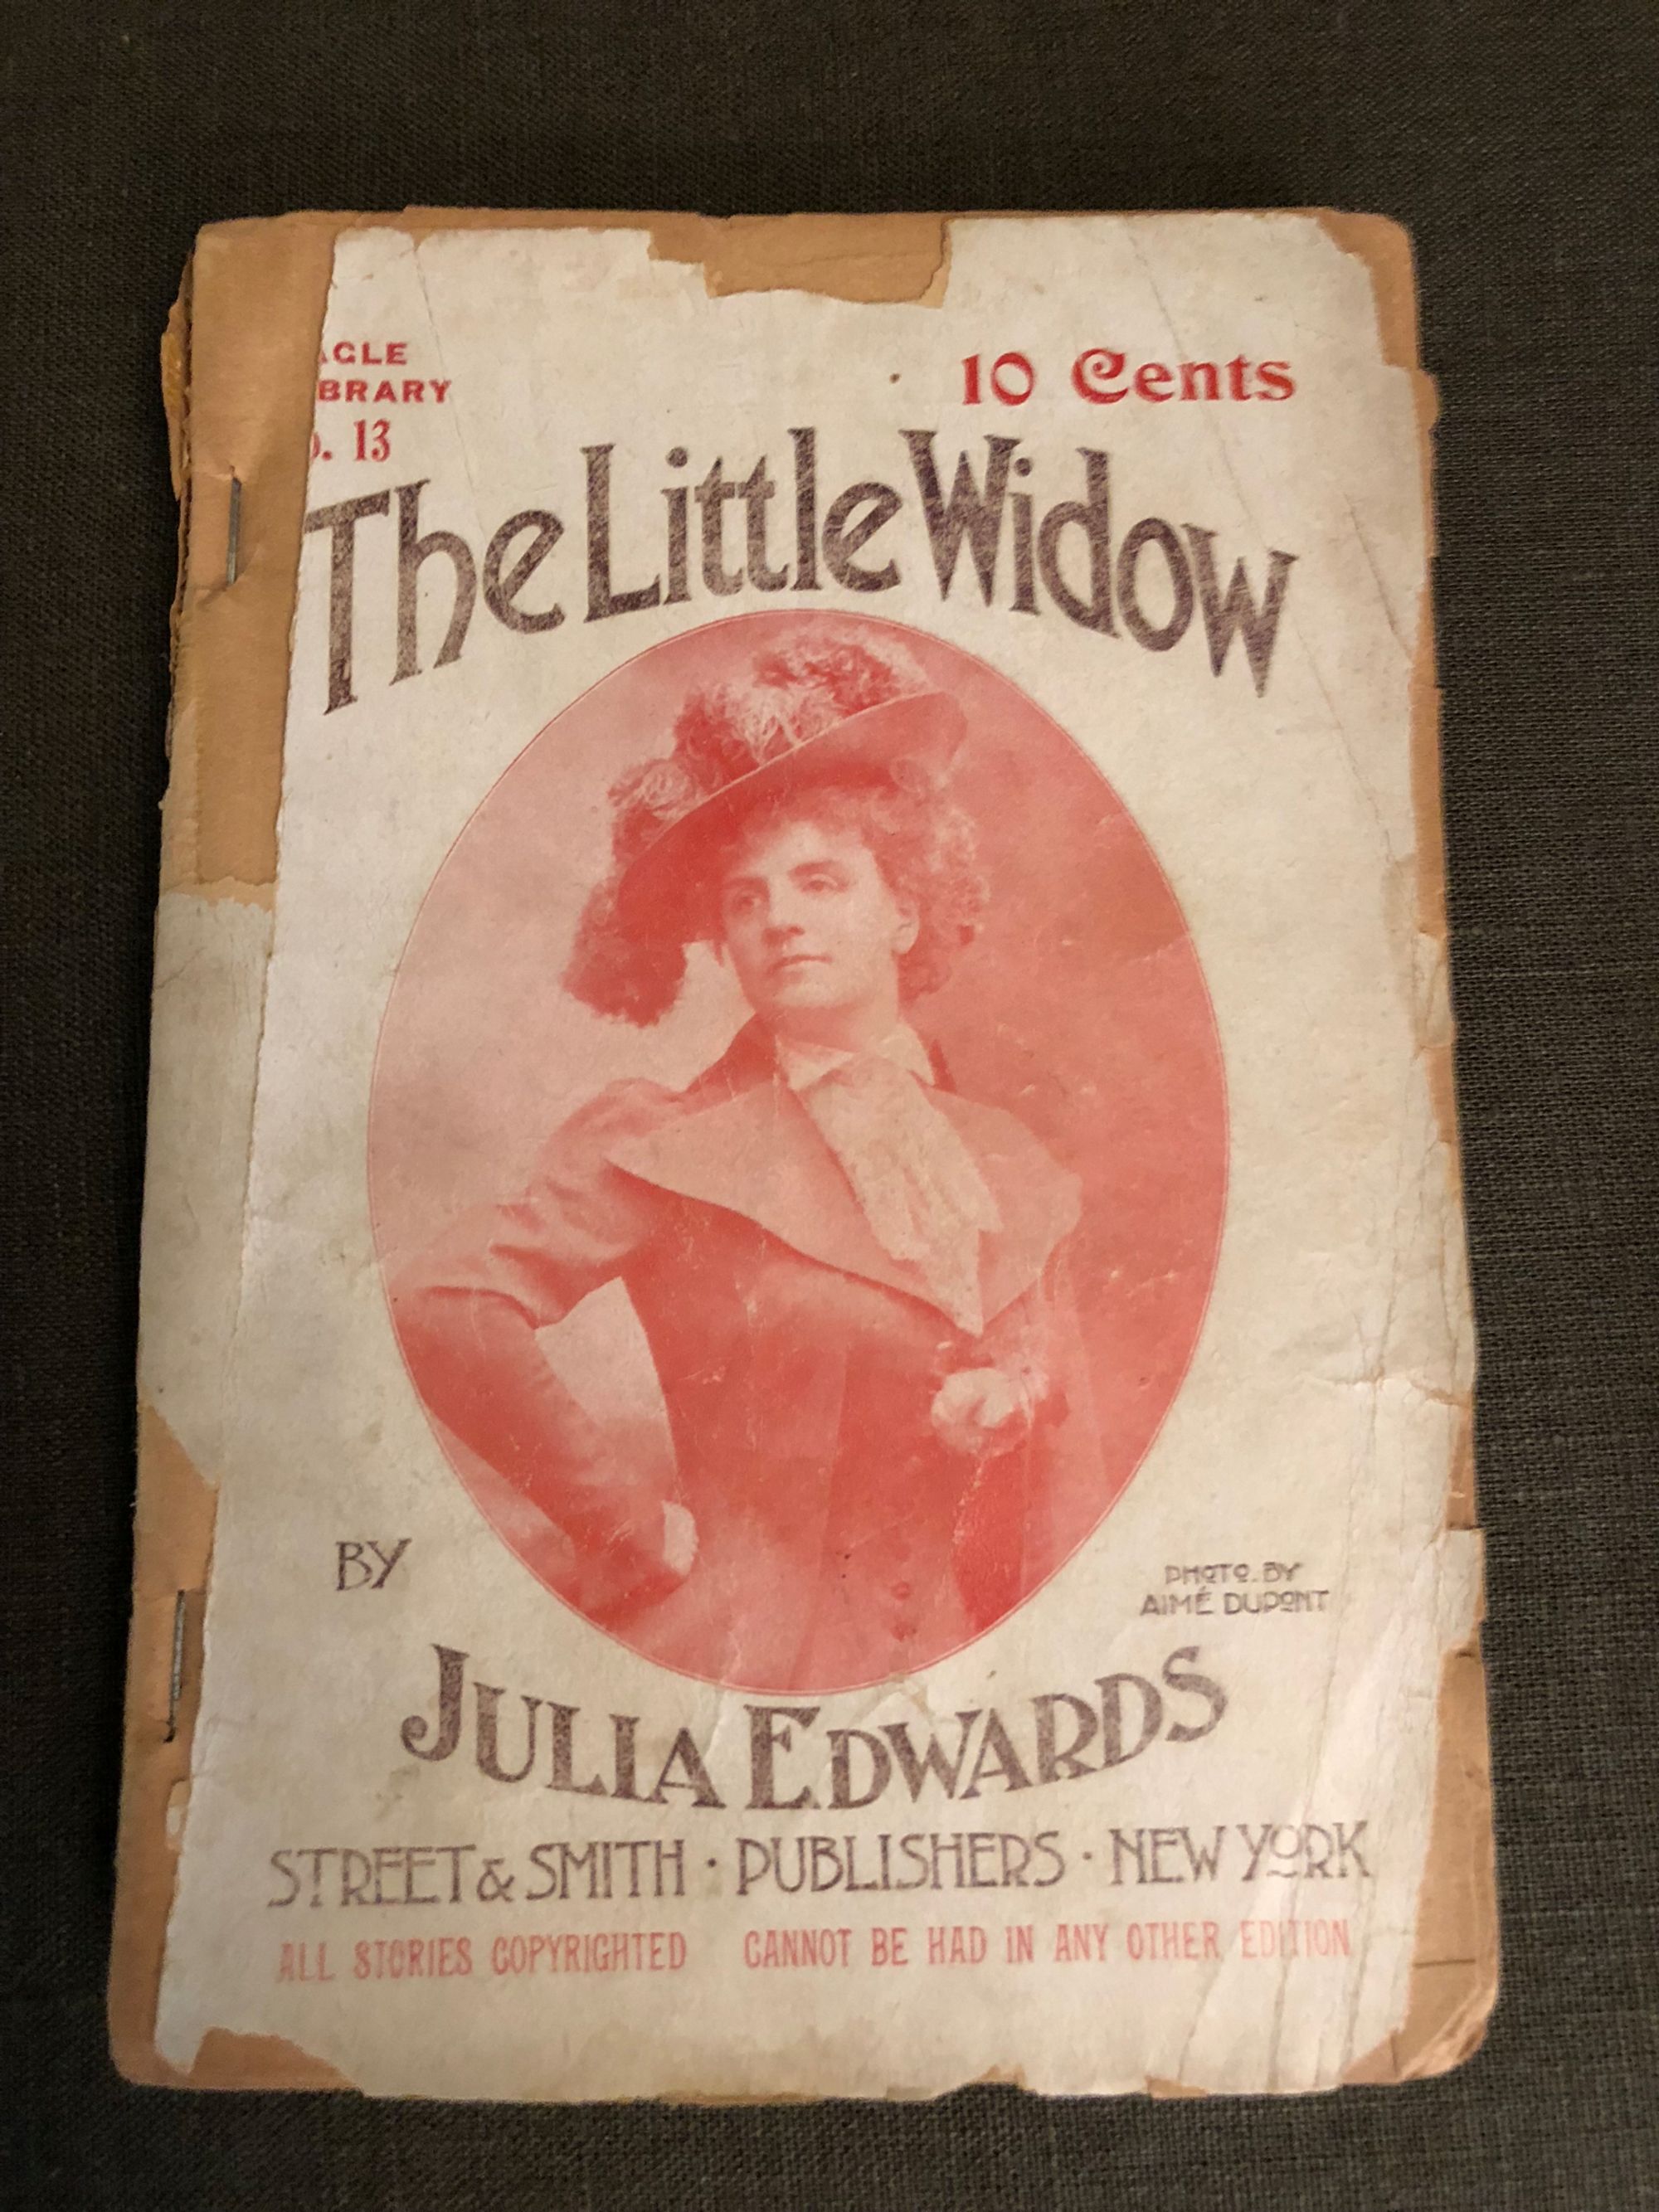 AGLE
IBRARY
o. 13
10 Cents
The Little Widow
BY
PHOTO. BY
AIMÉ DUPONT
JULIA EDWARDS
STREET & SMITH · PUBLISHERS · NEW YORK
ALL STORIES COPYRIGHTED CANNOT BE HAD IN ANY OTHER EDITION